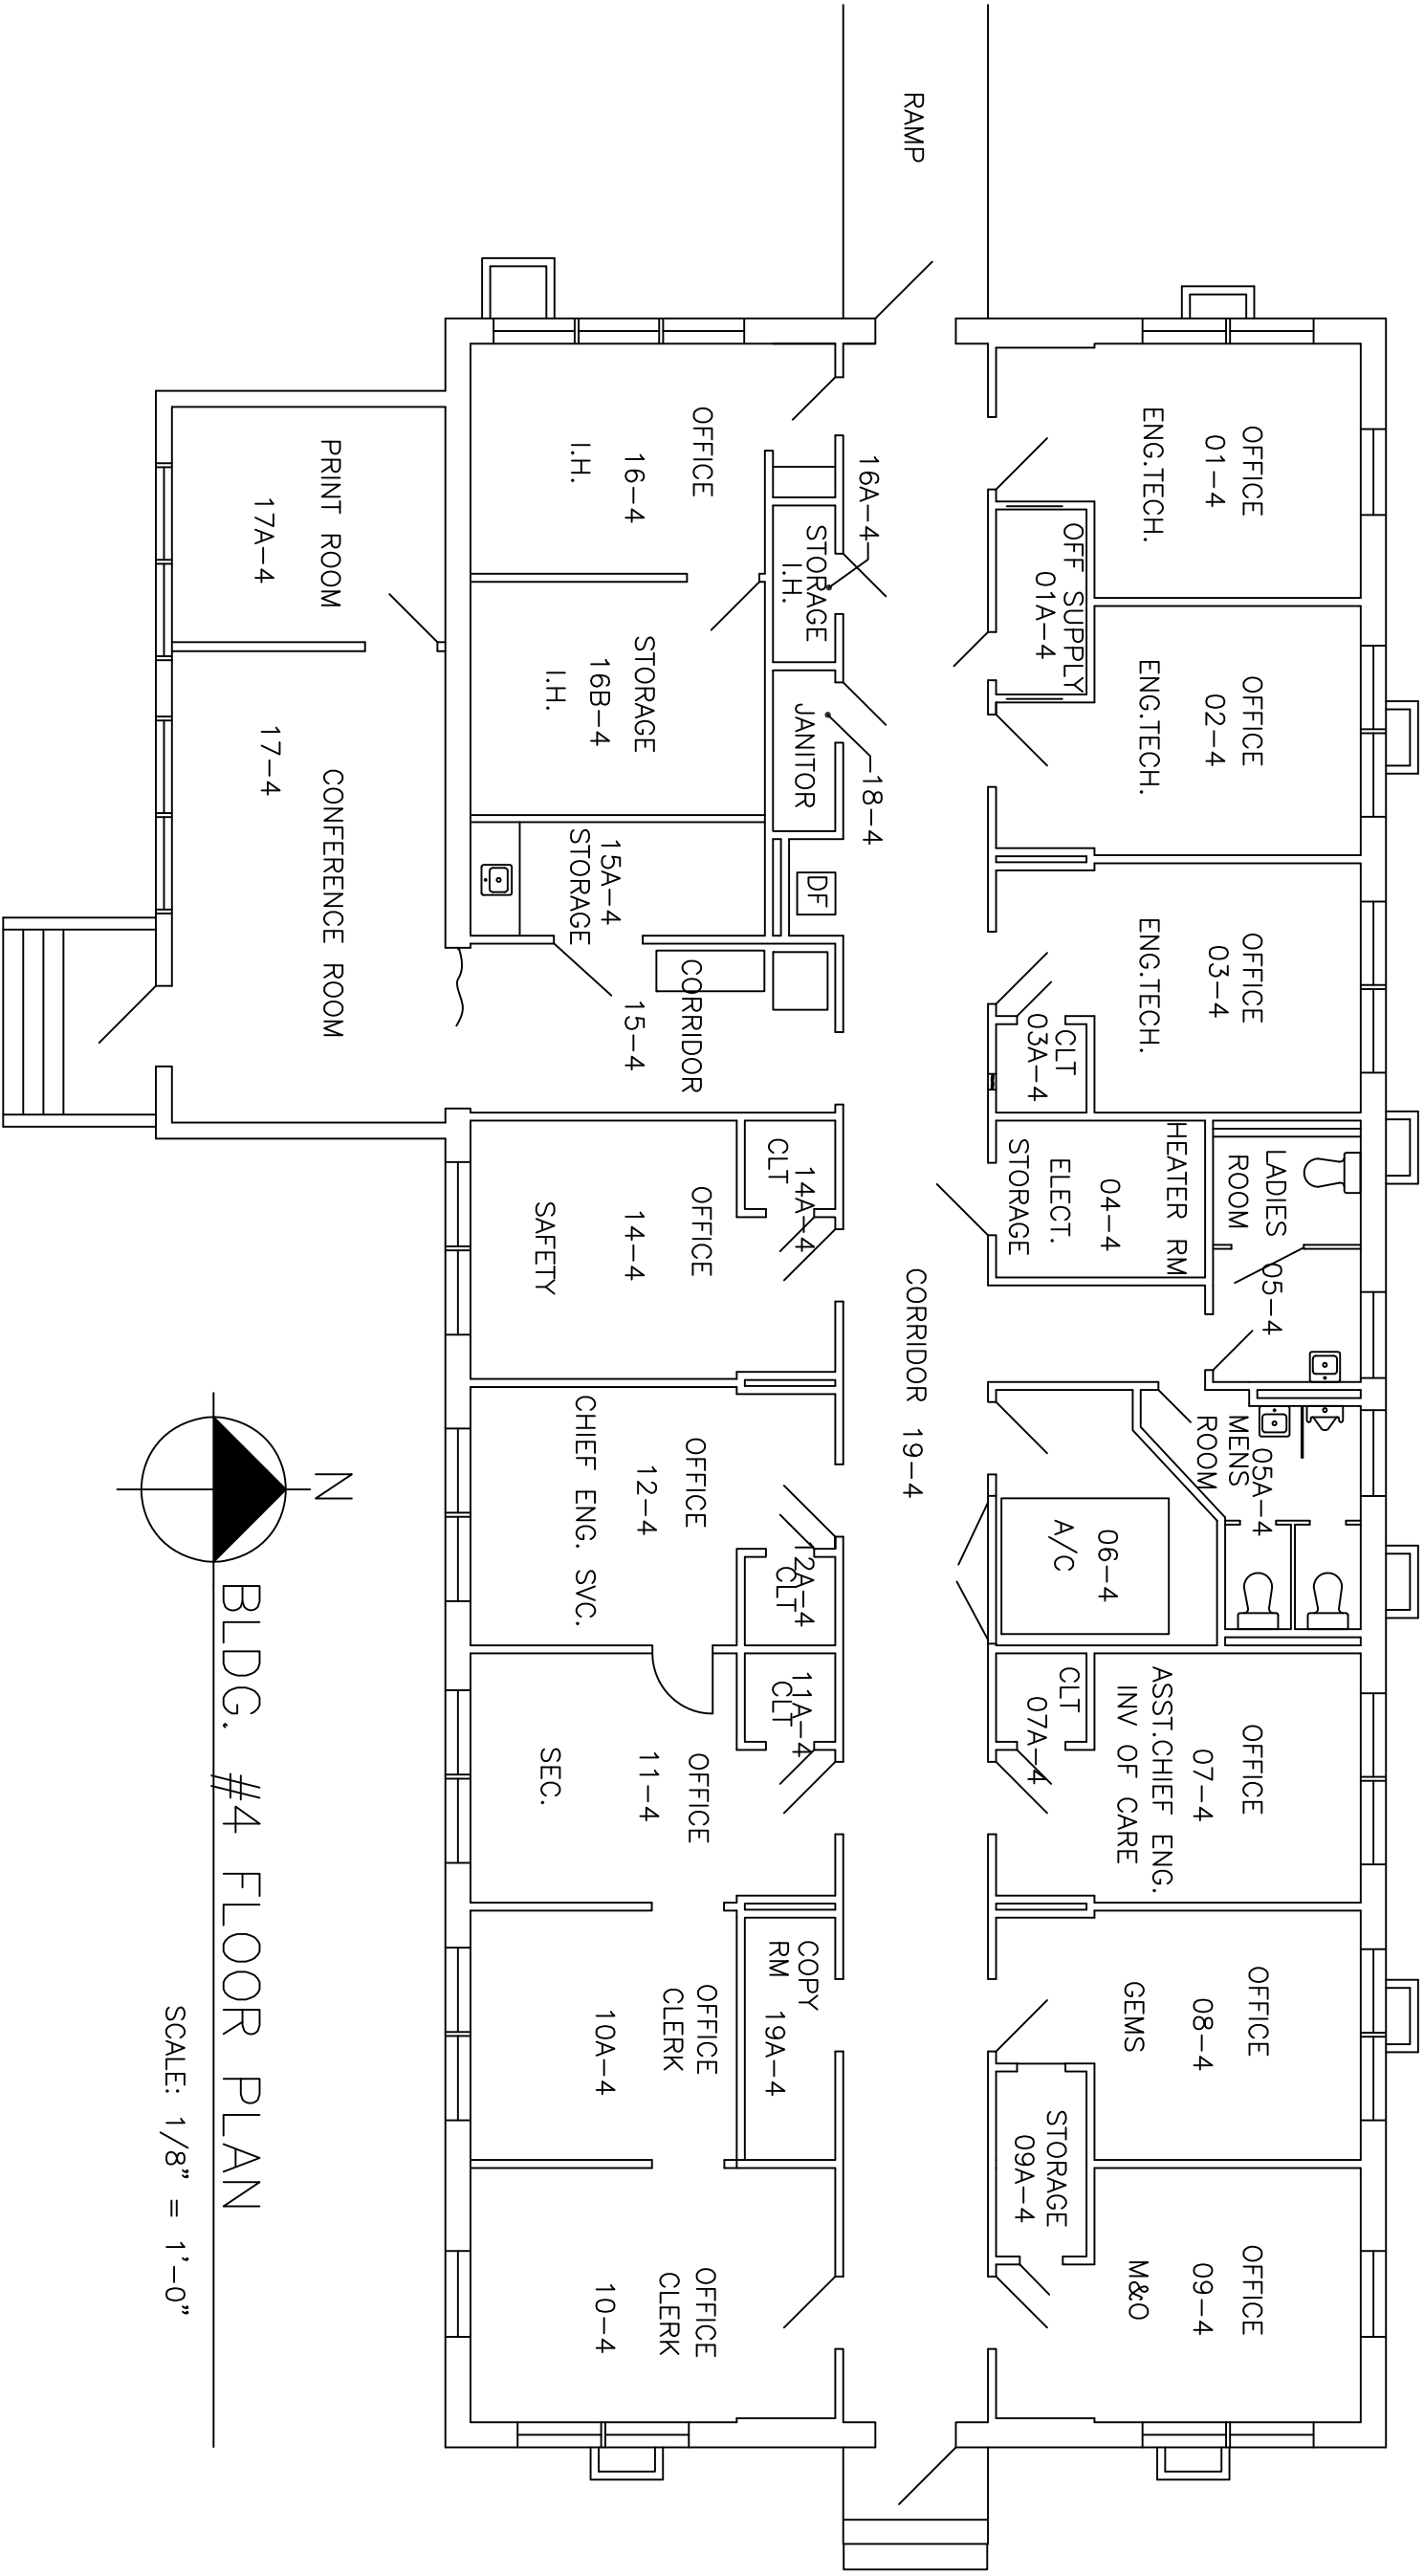 RAMP
OFFICE
01-4
ENG.TECH.
OFF SUPPLY
01A-4
OFFICE
02-4
ENG.TECH.
OFFICE
03-4
ENG.TECH.
CLT
03A-4
HEATER RM
04-4
ELECT.
STORAGE
LADIES
ROOM
05-4
05A-4
MENS
ROOM
06-4
A/C
OFFICE
07-4
ASST.CHIEF ENG.
INV OF CARE
CLT
07A-4
OFFICE
08-4
GEMS
STORAGE
09A-4
OFFICE
09-4
M&O
CORRIDOR 19-4
16A-4
STORAGE
I.H.
18-4
JANITOR
DF
OFFICE
16-4
I.H.
STORAGE
16B-4
I.H.
15A-4
STORAGE
CORRIDOR
15-4
14A-4
CLT
OFFICE
14-4
SAFETY
OFFICE
12-4
CHIEF ENG. SVC.
12A-4
CLT
11A-4
CLT
OFFICE
11-4
SEC.
COPY
RM 19A-4
OFFICE
CLERK
10A-4
OFFICE
CLERK
10-4
PRINT ROOM
17A-4
CONFERENCE ROOM
17-4
N
BLDG. #4 FLOOR PLAN
SCALE: 1/8" = 1'-0"